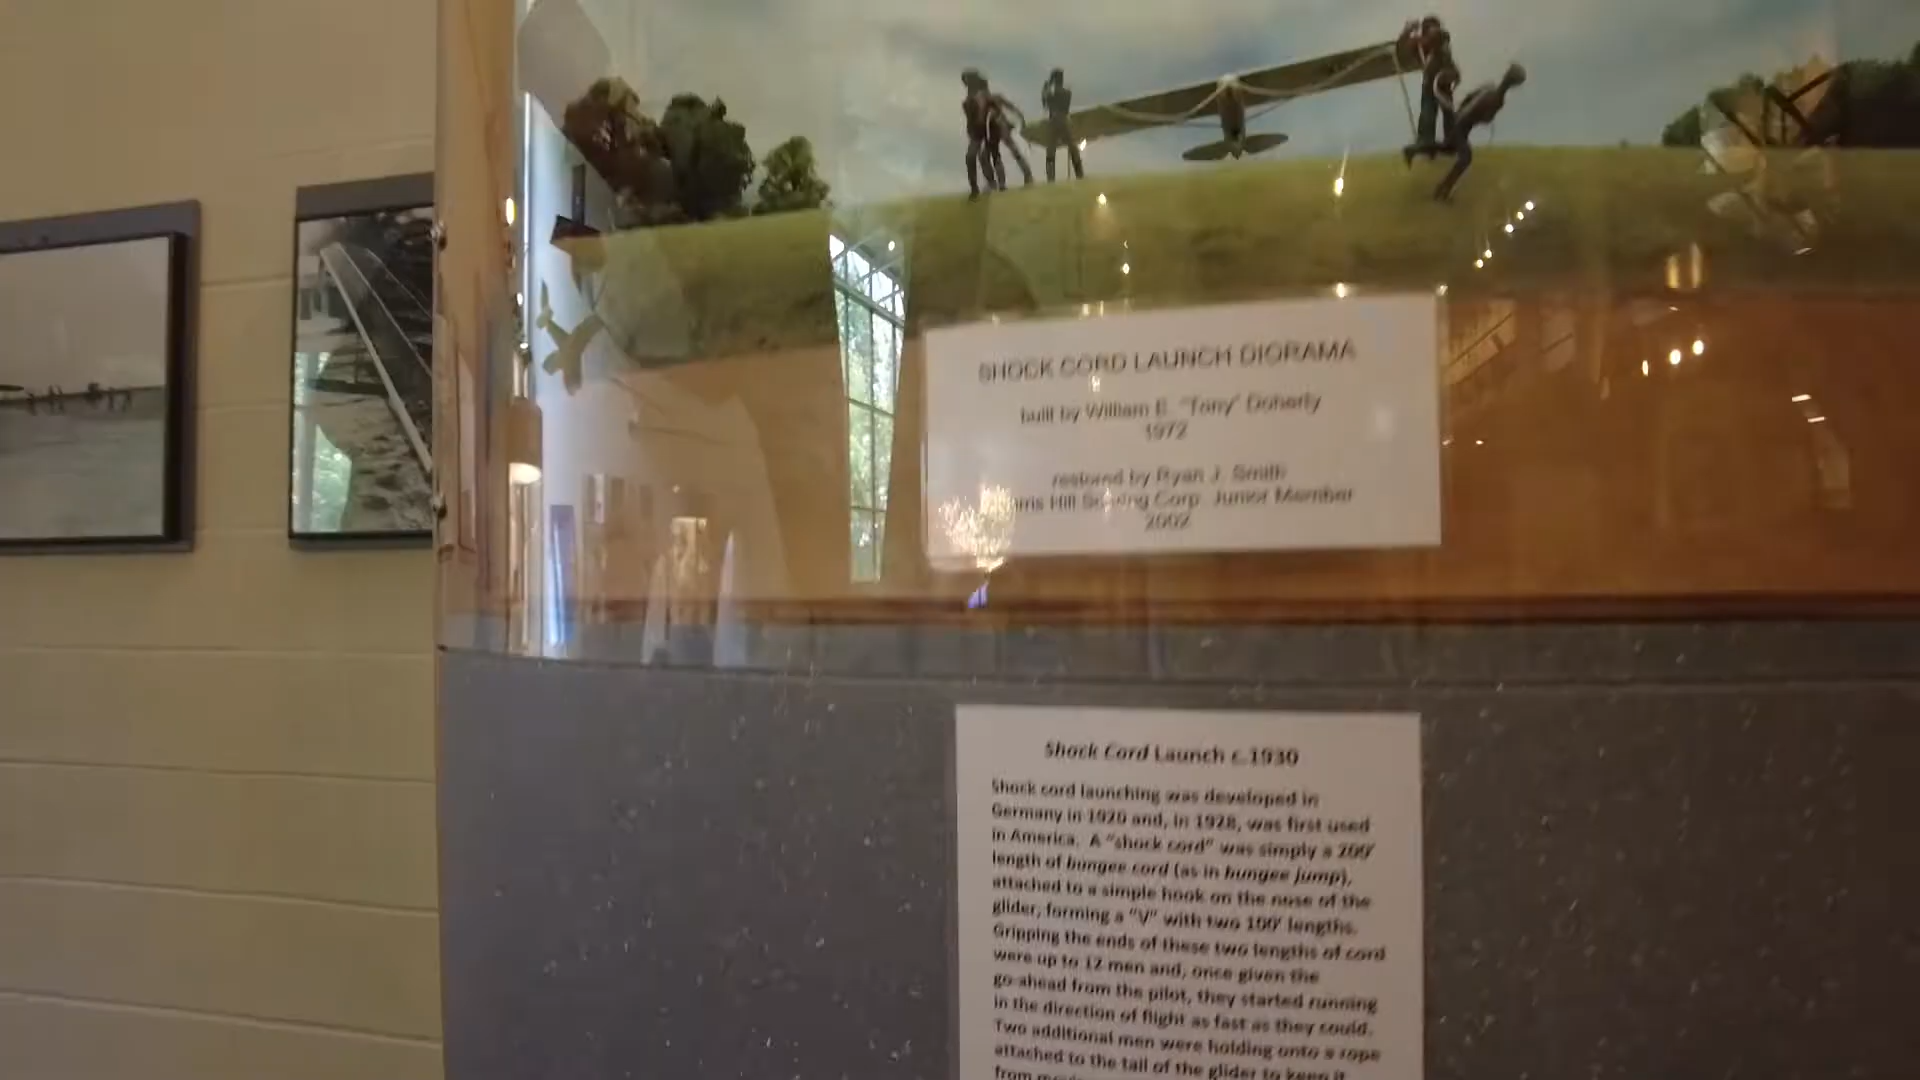 SHOCK CORD LAUNCH DIORAMA
built by William E. "Tony" Doherty
1972
restored by Ryan J. Smith
Hill Soaring Corp. Junior Member
2002
Shock Cord Launch c.1930
Shock cord launching was developed in
Germany in 1920 and, in 1928, was first used
in America. A "shock cord" was simply a 200'
length of bungee cord (as in bungee jump),
attached to a simple hook on the nose of the
glider, forming a "V" with two 100' lengths.
Gripping the ends of these two lengths of cord
were up to 12 men and, once given the
go-ahead from the pilot, they started running
in the direction of flight as fast as they could.
Two additional men were holding onto a rope
attached to the tail of the glider to keep it
from